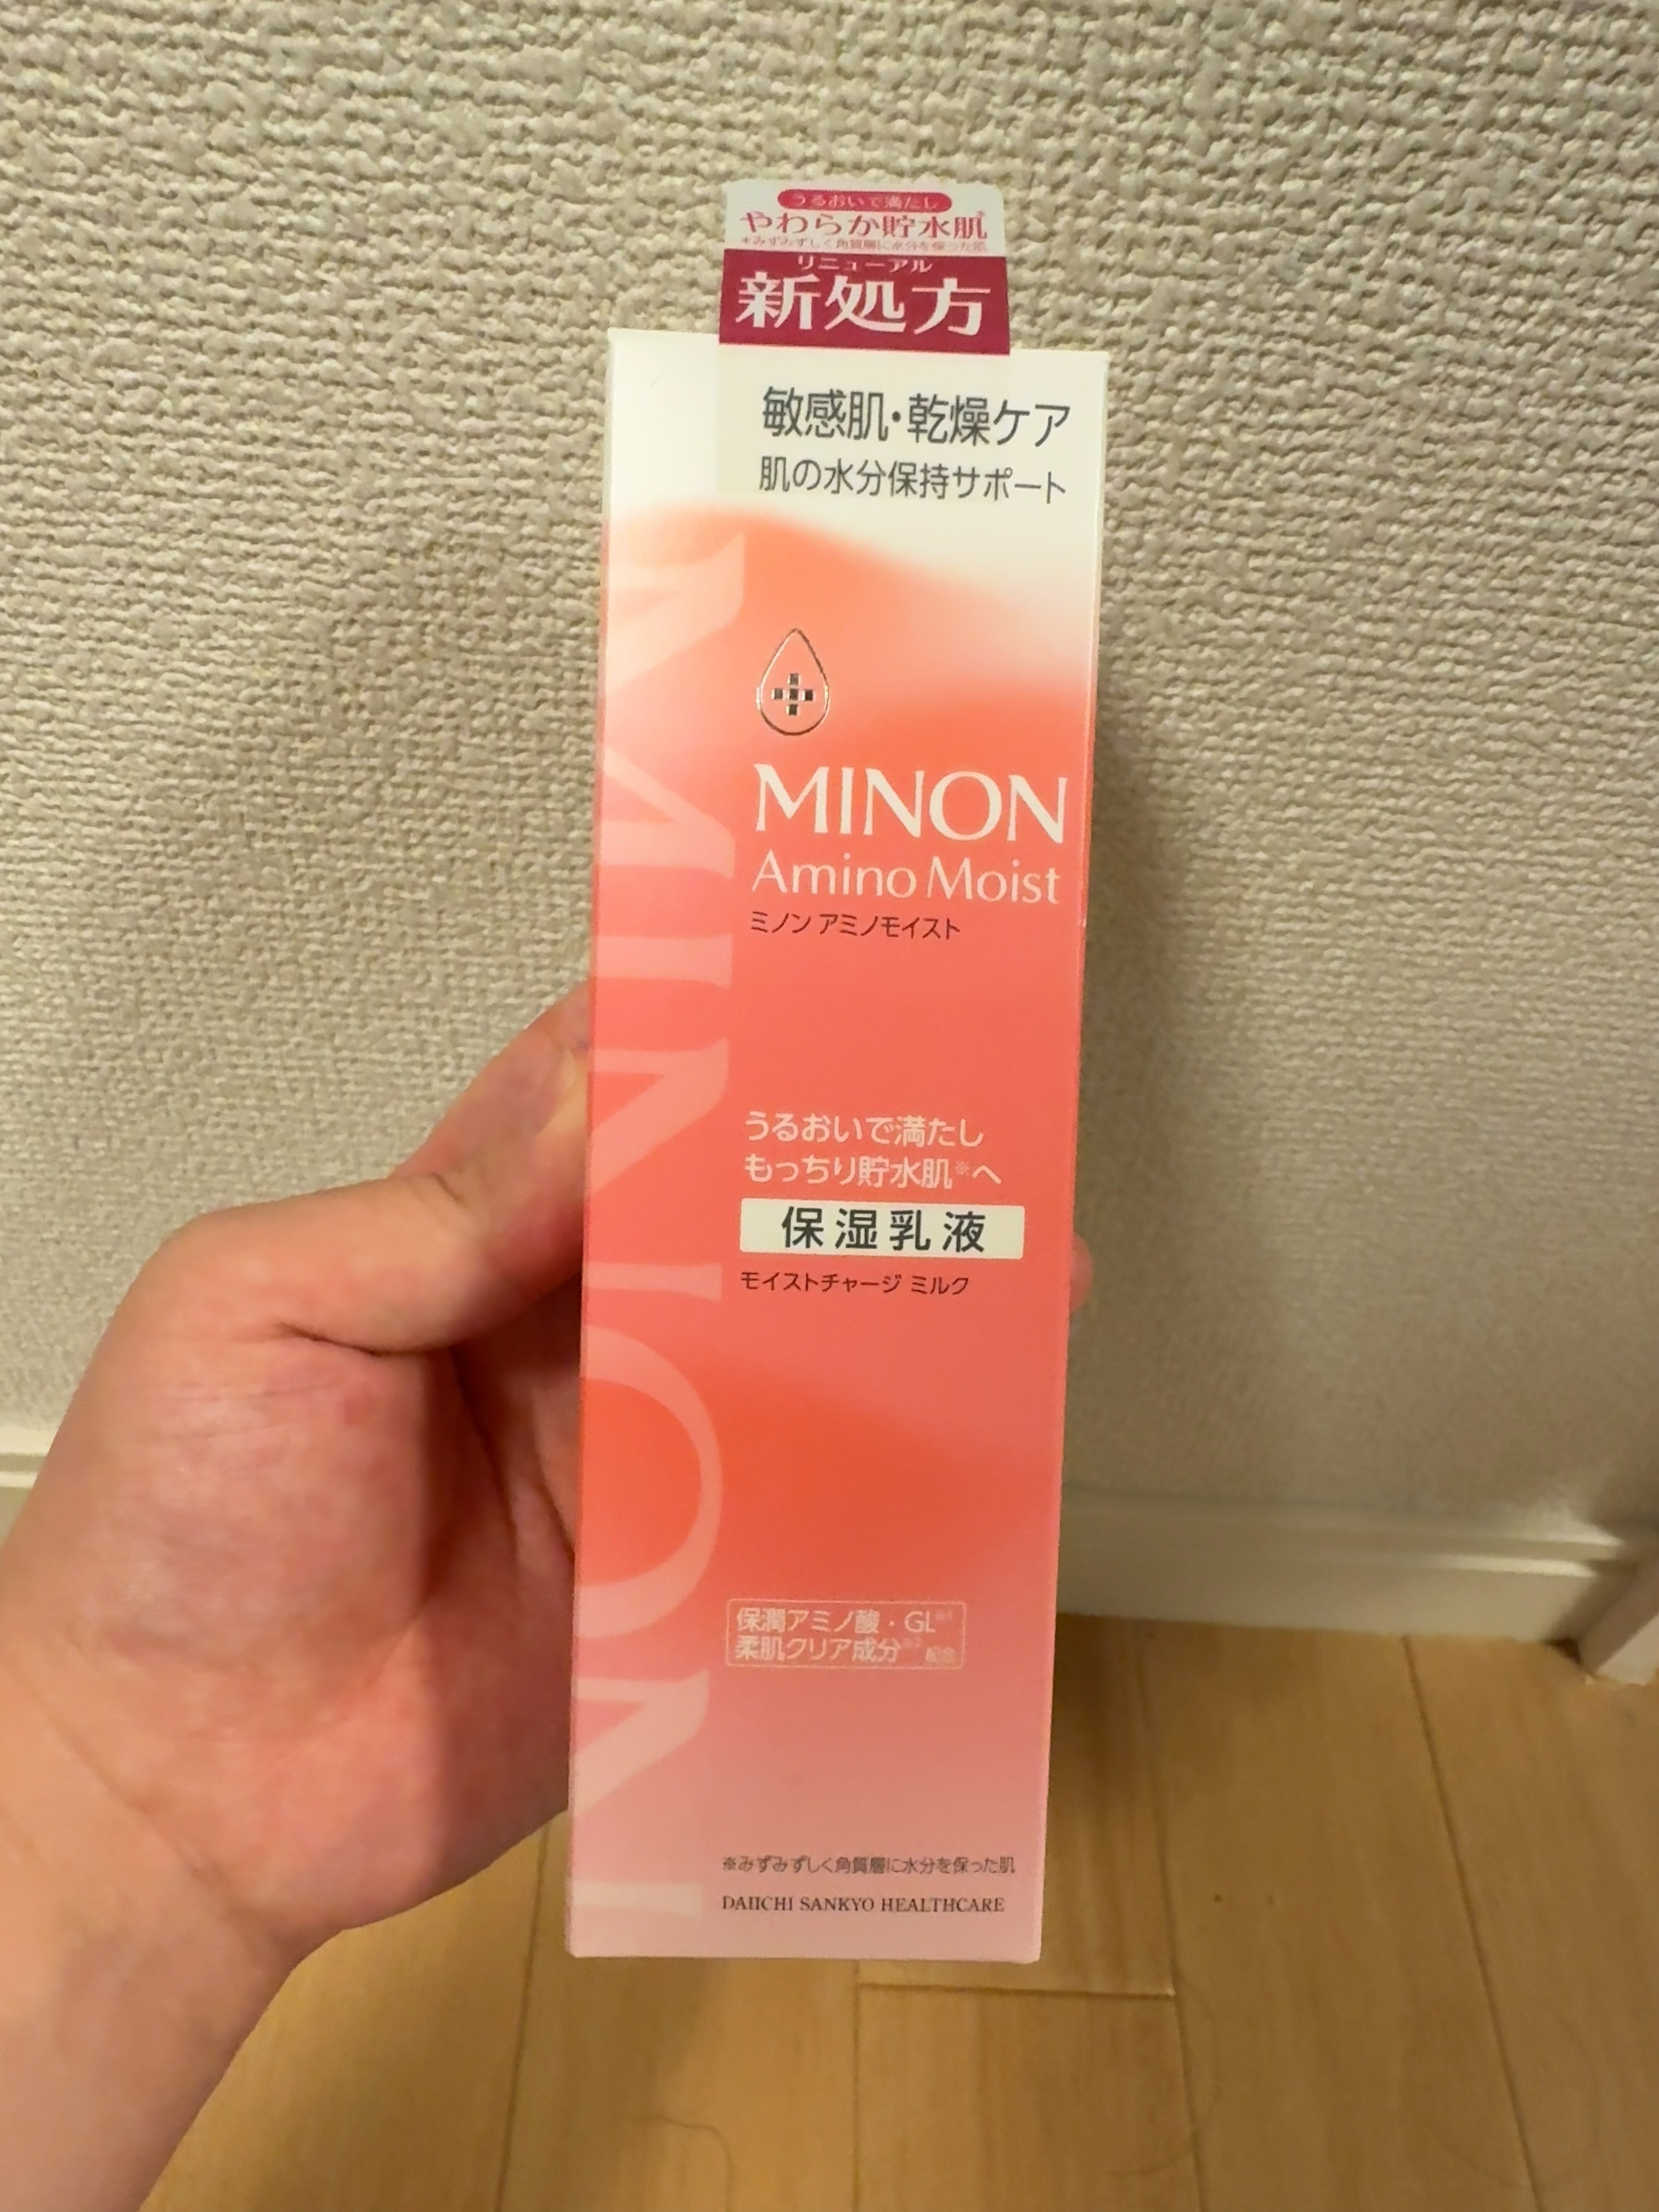 うるおいで満たし
やわらか貯水肌*
*みずみずしく角質層に水分を保った肌
リニューアル
新処方
敏感肌・乾燥ケア
肌の水分保持サポート
MINON
MINON
Amino Moist
ミノン アミノモイスト
うるおいで満たし
もっちり貯水肌※へ
保湿乳液
モイストチャージ ミルク
保潤アミノ酸・GL※1
柔肌クリア成分※2 配合
※みずみずしく角質層に水分を保った肌
DAIICHI SANKYO HEALTHCARE